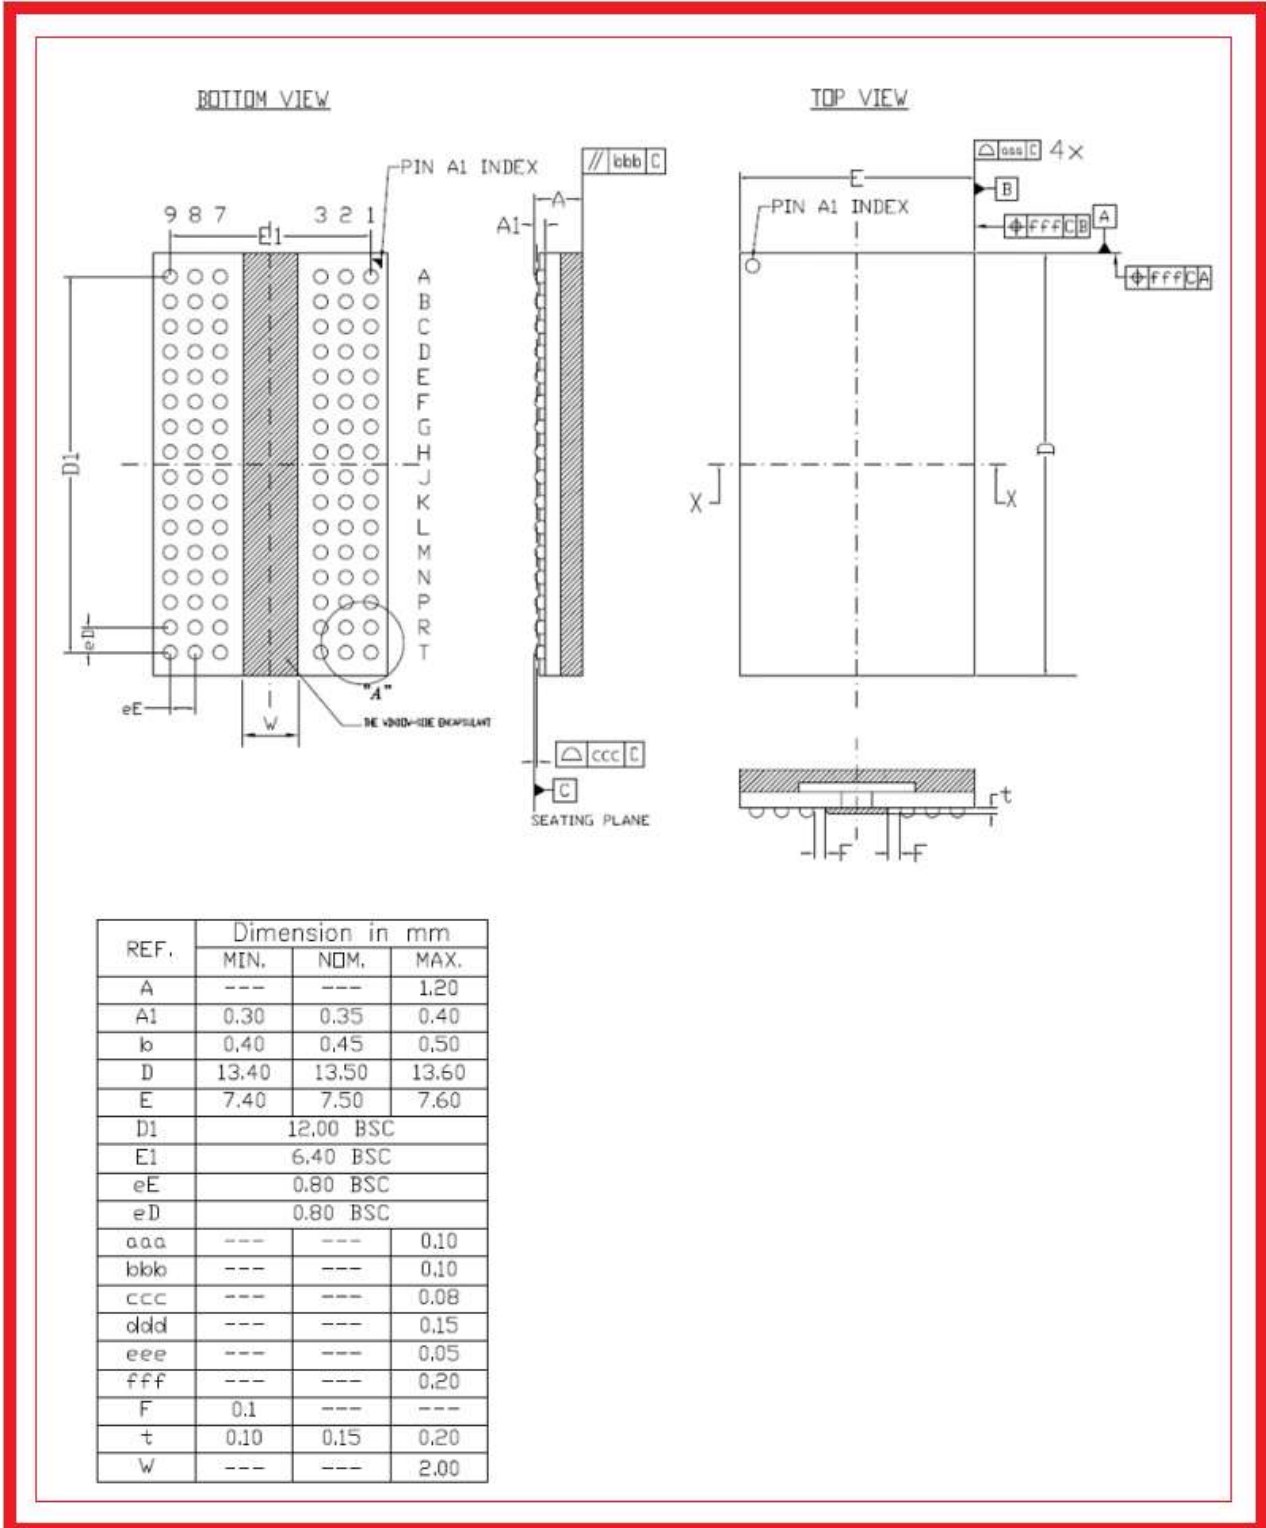 BOTTOM VIEW
TOP VIEW
aaa C 4x
// bbb C
PIN A1 INDEX
A
E
B
PIN A1 INDEX
9 8 7 3 2 1
A1
fff C B
A
E1
fff C A
A
B
C
D
E
F
G
H
J
K
L
M
N
P
R
T
D1
D
X
X
eD
"A"
eE
W
THE WINDOW-SIDE ENCAPSULANT
ccc C
C
SEATING PLANE
t
F
F
REF. Dimension in mm
MIN. NOM. MAX.
A --- --- 1.20
A1 0.30 0.35 0.40
b 0.40 0.45 0.50
D 13.40 13.50 13.60
E 7.40 7.50 7.60
D1 12.00 BSC
E1 6.40 BSC
eE 0.80 BSC
eD 0.80 BSC
aaa --- --- 0.10
bbb --- --- 0.10
ccc --- --- 0.08
ddd --- --- 0.15
eee --- --- 0.05
fff --- --- 0.20
F 0.1 --- ---
t 0.10 0.15 0.20
W --- --- 2.00